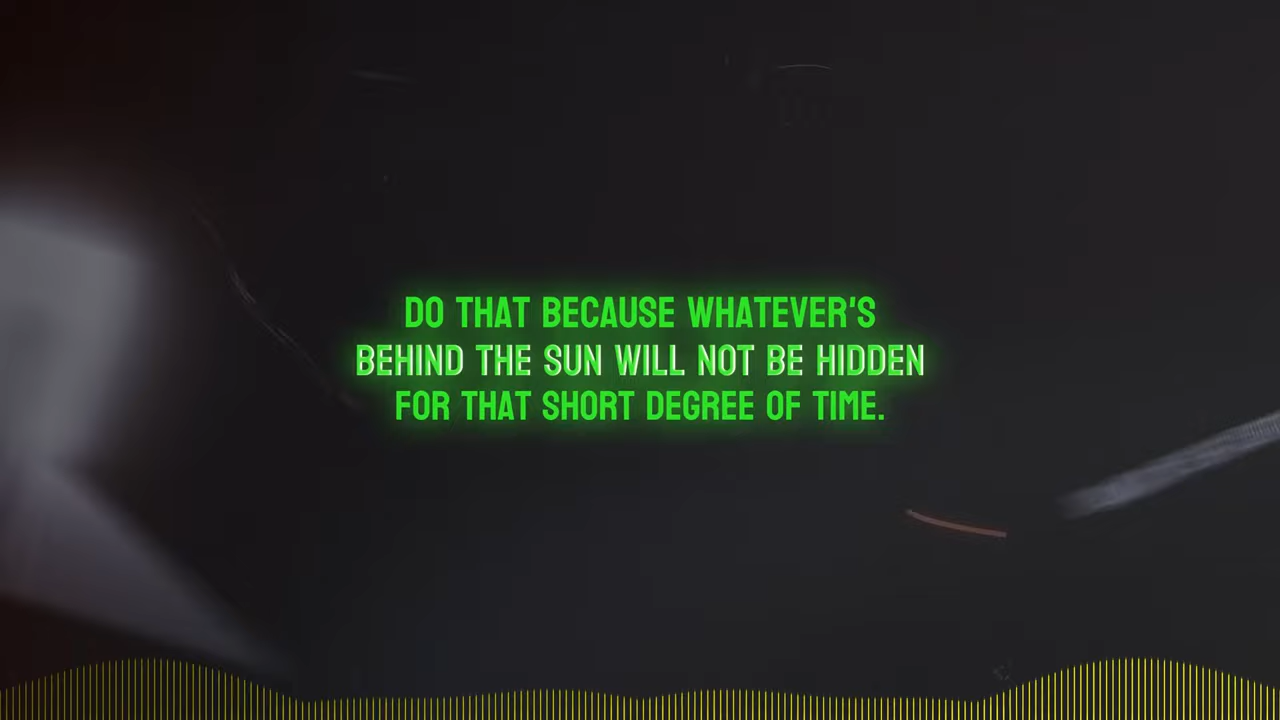 DO THAT BECAUSE WHATEVER'S
BEHIND THE SUN WILL NOT BE HIDDEN
FOR THAT SHORT DEGREE OF TIME.